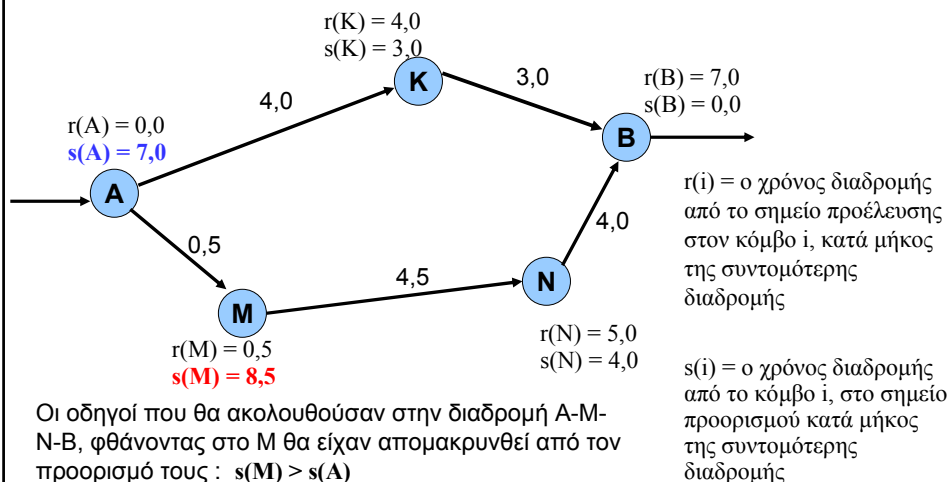 r(K) = 4,0
s(K) = 3,0
K
3,0
r(B) = 7,0
s(B) = 0,0
4,0
B
r(A) = 0,0
s(A) = 7,0
A
r(i) = ο χρόνος διαδρομής
από το σημείο προέλευσης
στον κόμβο i, κατά μήκος
της συντομότερης
διαδρομής
0,5
4,0
4,5
N
M
r(N) = 5,0
s(N) = 4,0
r(M) = 0,5
s(M) = 8,5
s(i) = ο χρόνος διαδρομής
από το κόμβο i, στο σημείο
προορισμού κατά μήκος
της συντομότερης
διαδρομής
Οι οδηγοί που θα ακολουθούσαν στην διαδρομή Α-Μ-
Ν-Β, φθάνοντας στο Μ θα είχαν απομακρυνθεί από τον
προορισμό τους : s(M) > s(A)